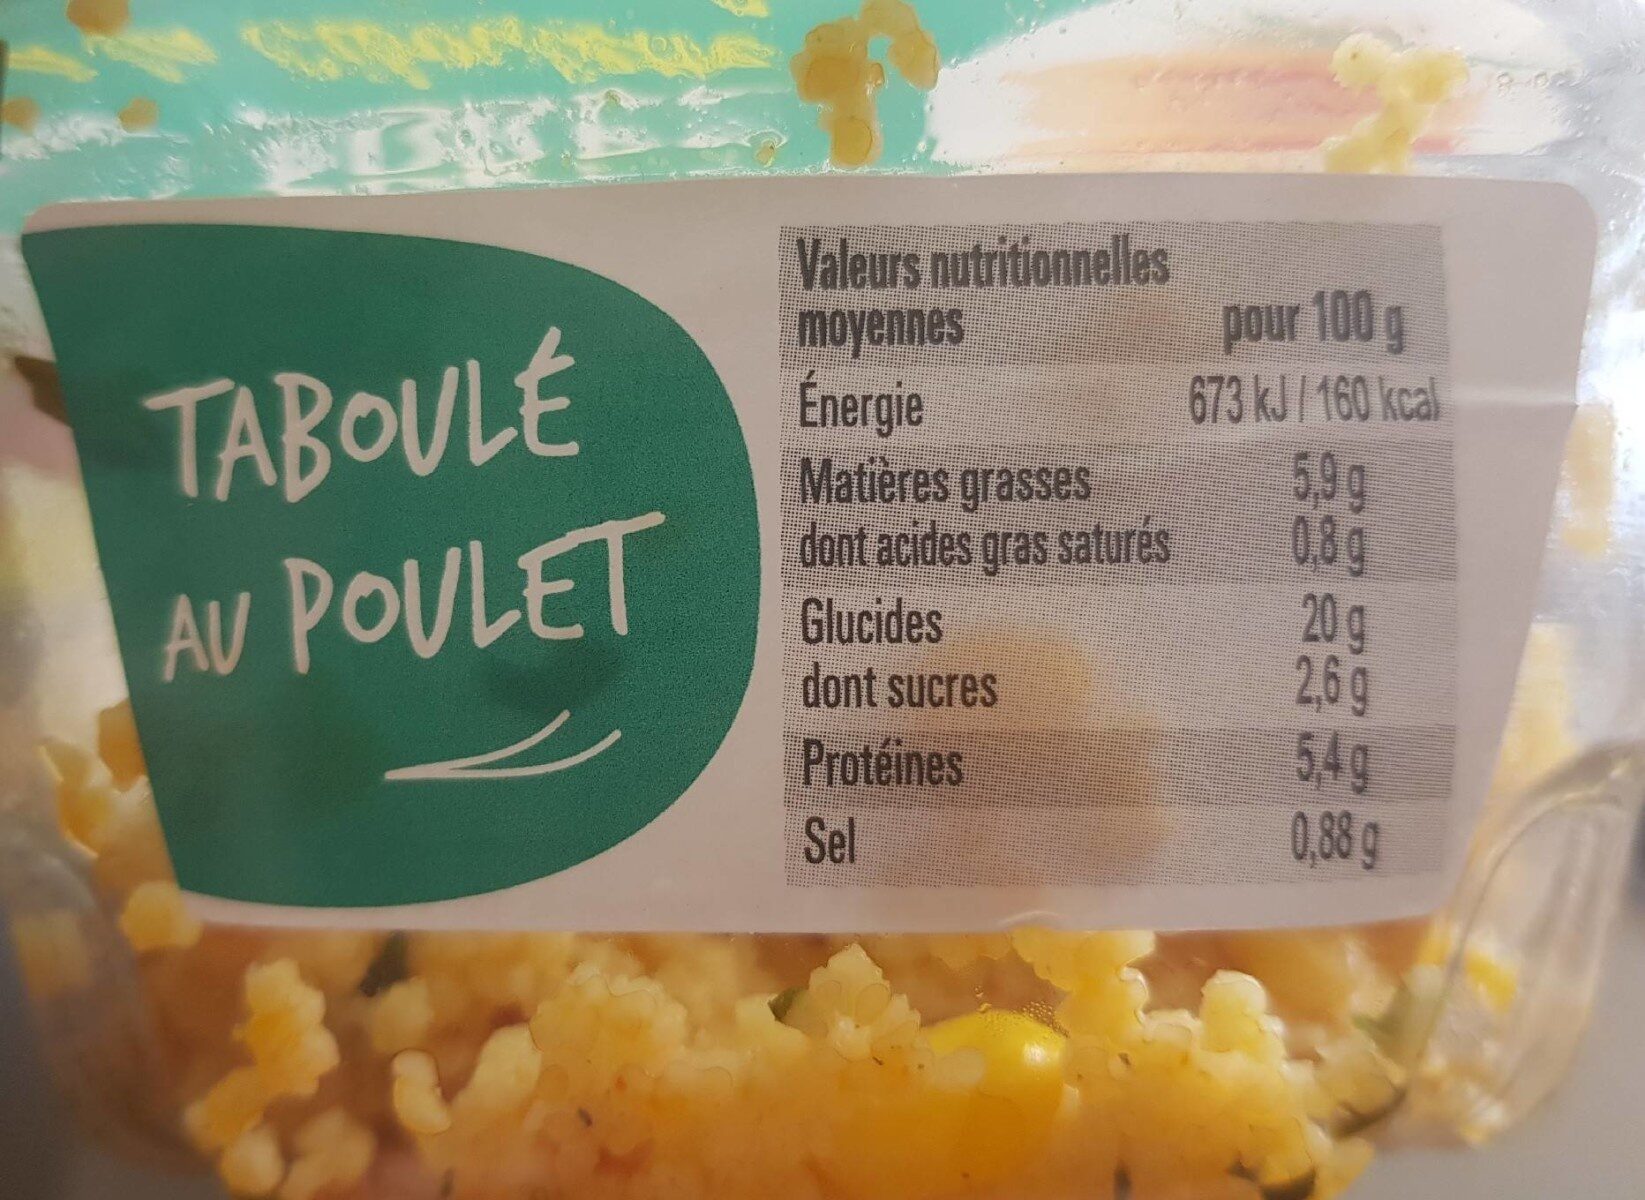 TABOULÉ
AU POULET
Valeurs nutritionnelles
moyennes pour 100 g
Énergie 673 kJ / 160 kcal
Matières grasses 5,9 g
dont acides gras saturés 0,8 g
Glucides 20 g
dont sucres 2,6 g
Protéines 5,4 g
Sel 0,88 g